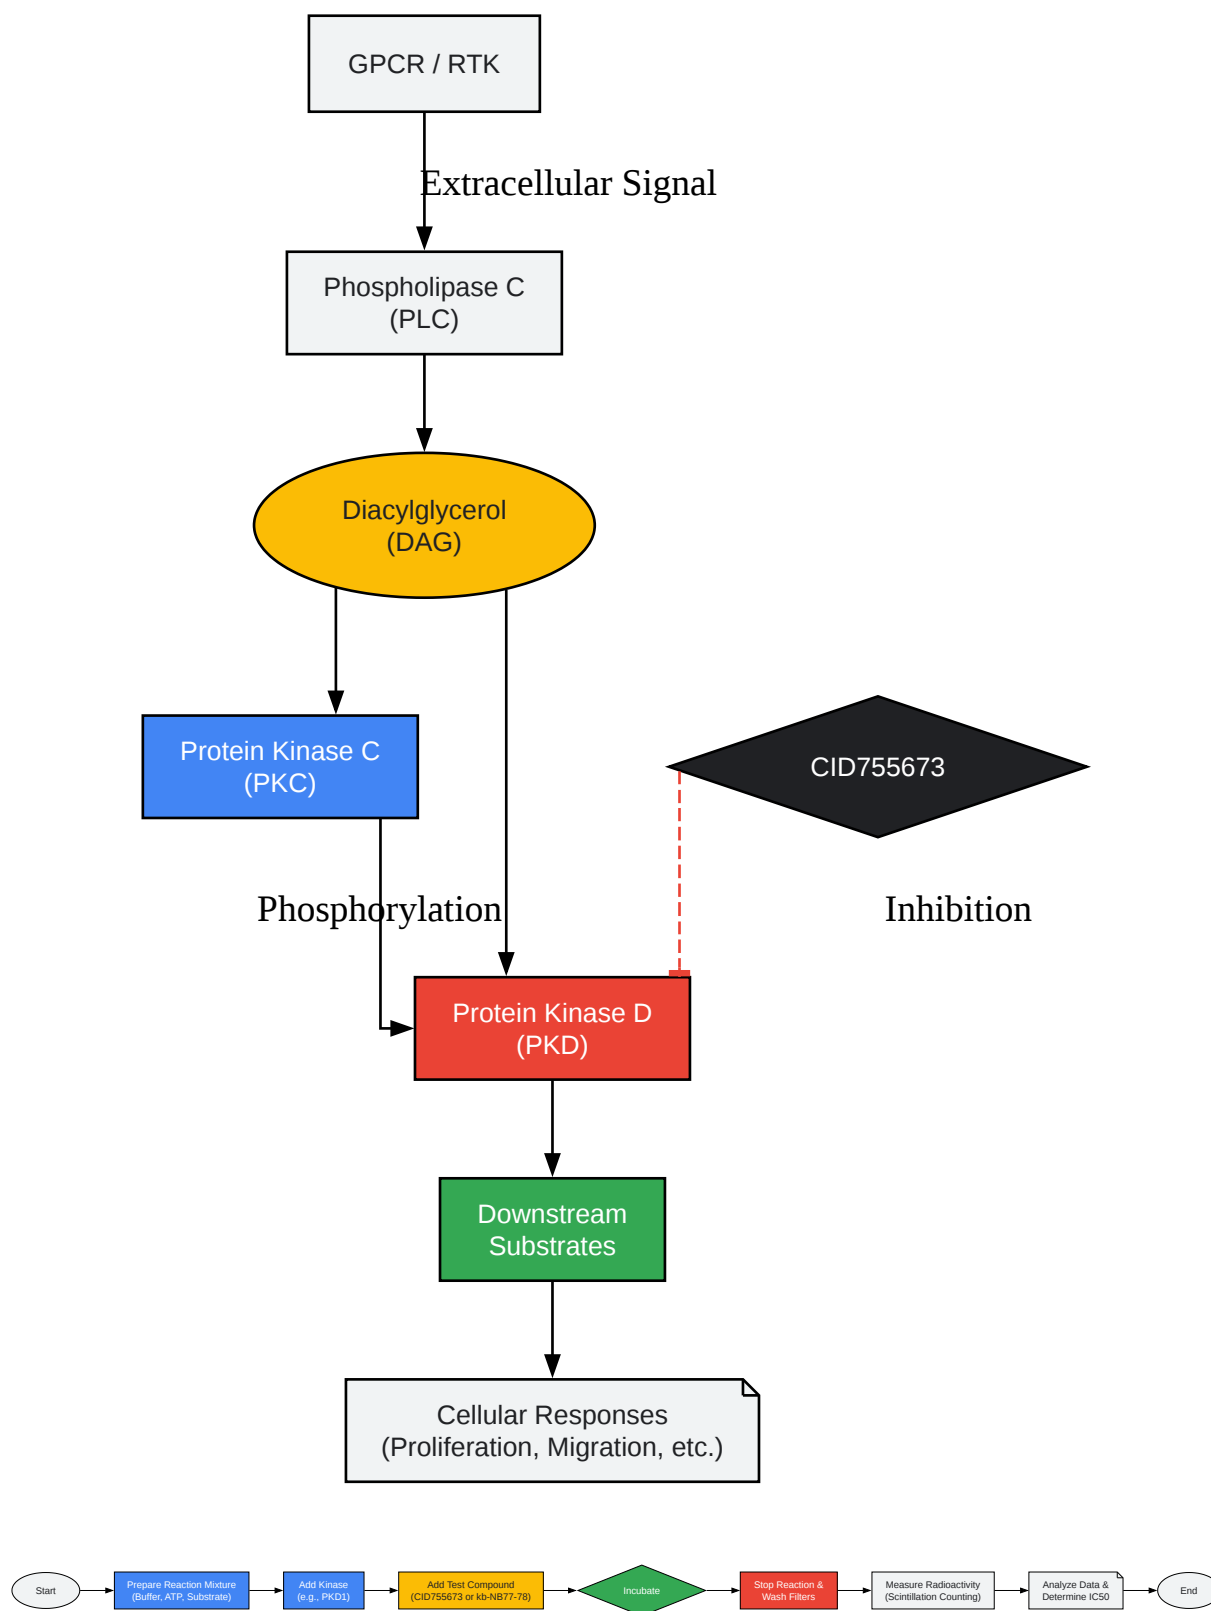 GPCR / RTK
Extracellular Signal
Phospholipase C
(PLC)
Diacylglycerol
(DAG)
Protein Kinase C
(PKC)
CID755673
Phosphorylation
Inhibition
Protein Kinase D
(PKD)
Downstream
Substrates
Cellular Responses
(Proliferation, Migration, etc.)
Start
Prepare Reaction Mixture
(Buffer, ATP, Substrate)
Add Kinase
(e.g., PKD1)
Add Test Compound
(CID755673 or kb-NB77-78)
Incubate
Stop Reaction &
Wash Filters
Measure Radioactivity
(Scintillation Counting)
Analyze Data &
Determine IC50
End